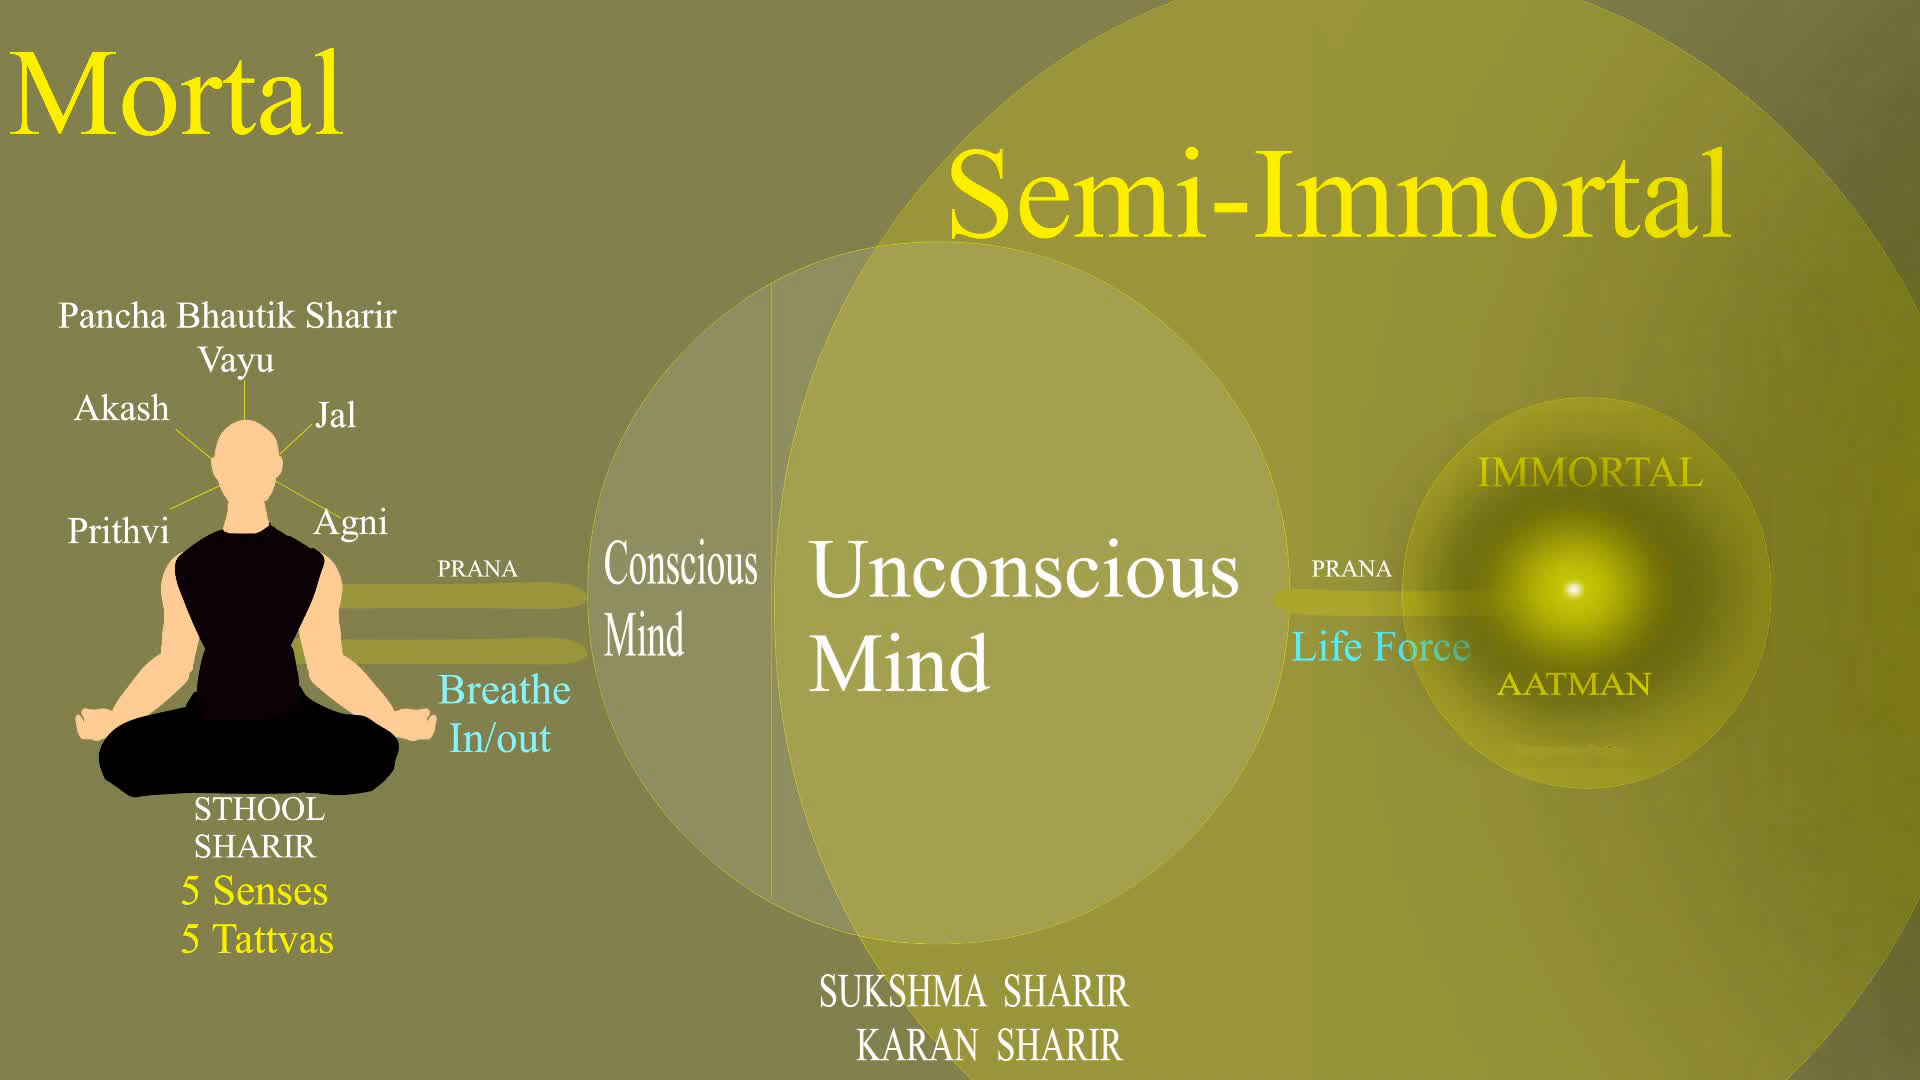 Mortal
Semi-Immortal
Pancha Bhautik Sharir
Vayu
Akash
Jal
Prithvi
Agni
PRANA
Breathe
In/out
STHOOL
SHARIR
5 Senses
5 Tattvas
Conscious
Mind
Unconscious
Mind
PRANA
Life Force
IMMORTAL
AATMAN
SUKSHMA SHARIR
KARAN SHARIR